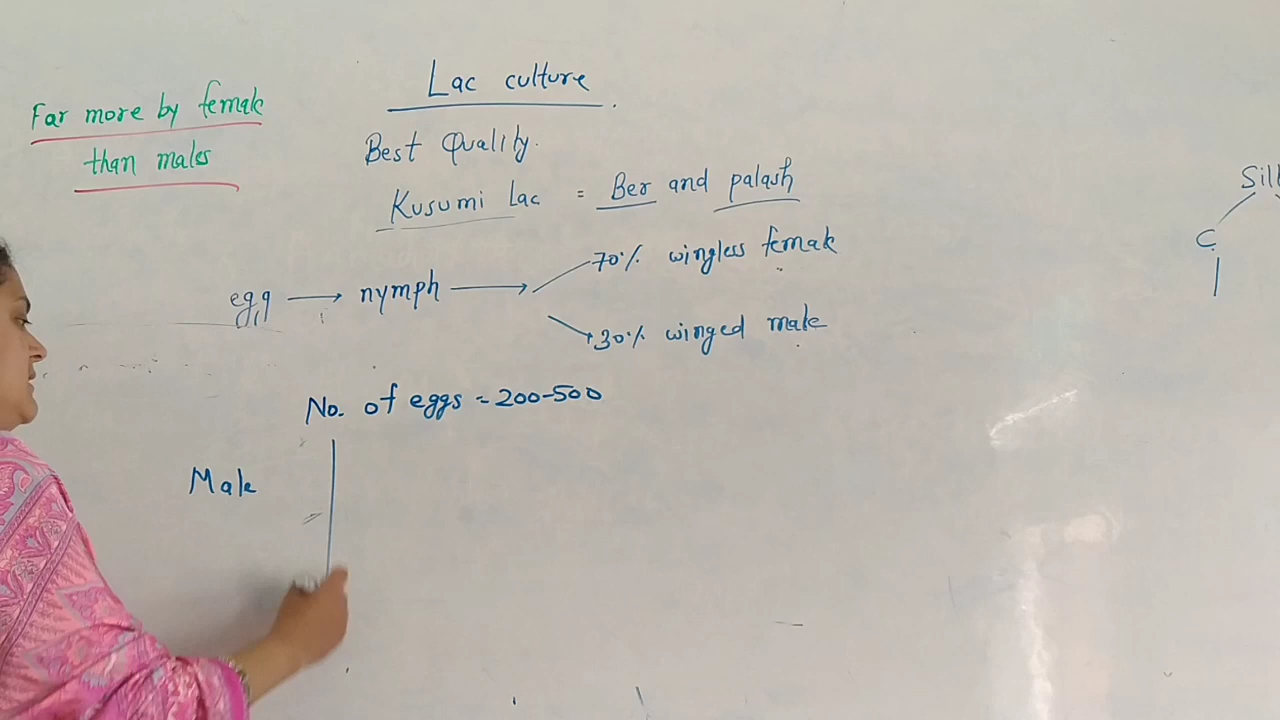 Far more by female
than males
Lac culture
Best Quality.
Kusumi Lac = Ber and palash
egg → nymph →
70% wingless female
30% winged male
No. of eggs = 200-500
Male
C